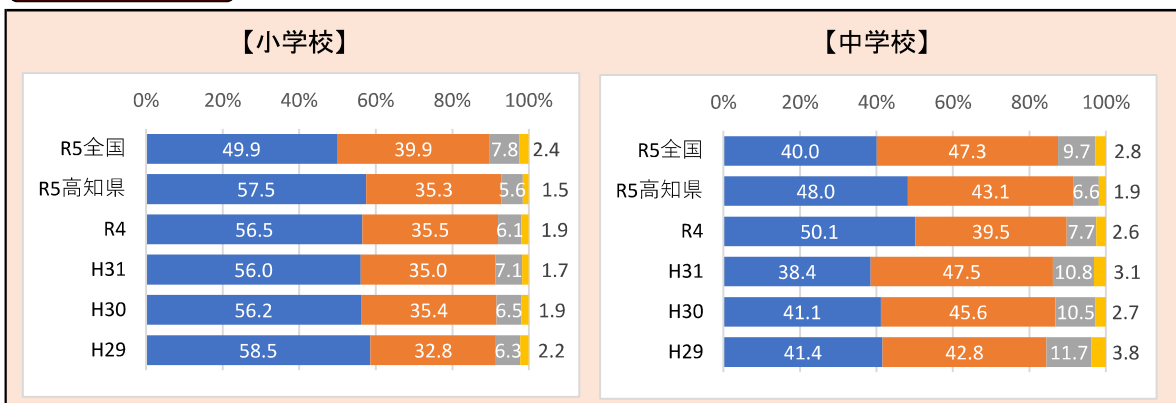 【小学校】
0% 20% 40% 60% 80% 100%
R5全国 49.9 39.9 7.8 2.4
R5高知県 57.5 35.3 5.6 1.5
R4 56.5 35.5 6.1 1.9
H31 56.0 35.0 7.1 1.7
H30 56.2 35.4 6.5 1.9
H29 58.5 32.8 6.3 2.2
【中学校】
0% 20% 40% 60% 80% 100%
R5全国 40.0 47.3 9.7 2.8
R5高知県 48.0 43.1 6.6 1.9
R4 50.1 39.5 7.7 2.6
H31 38.4 47.5 10.8 3.1
H30 41.1 45.6 10.5 2.7
H29 41.4 42.8 11.7 3.8